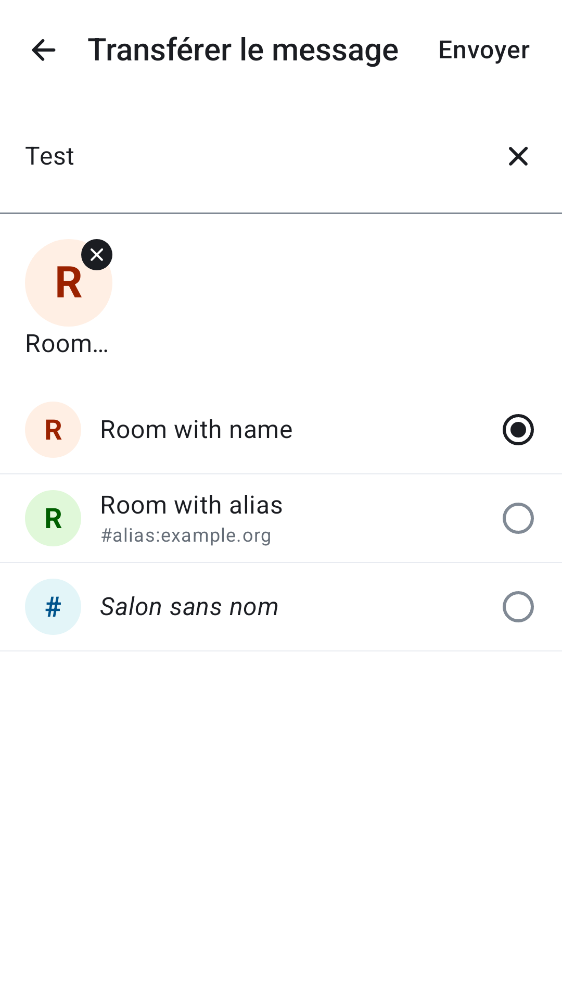 Transférer le message
Envoyer
Test
R
Room…
R
Room with name
R
Room with alias
#alias:example.org
#
Salon sans nom